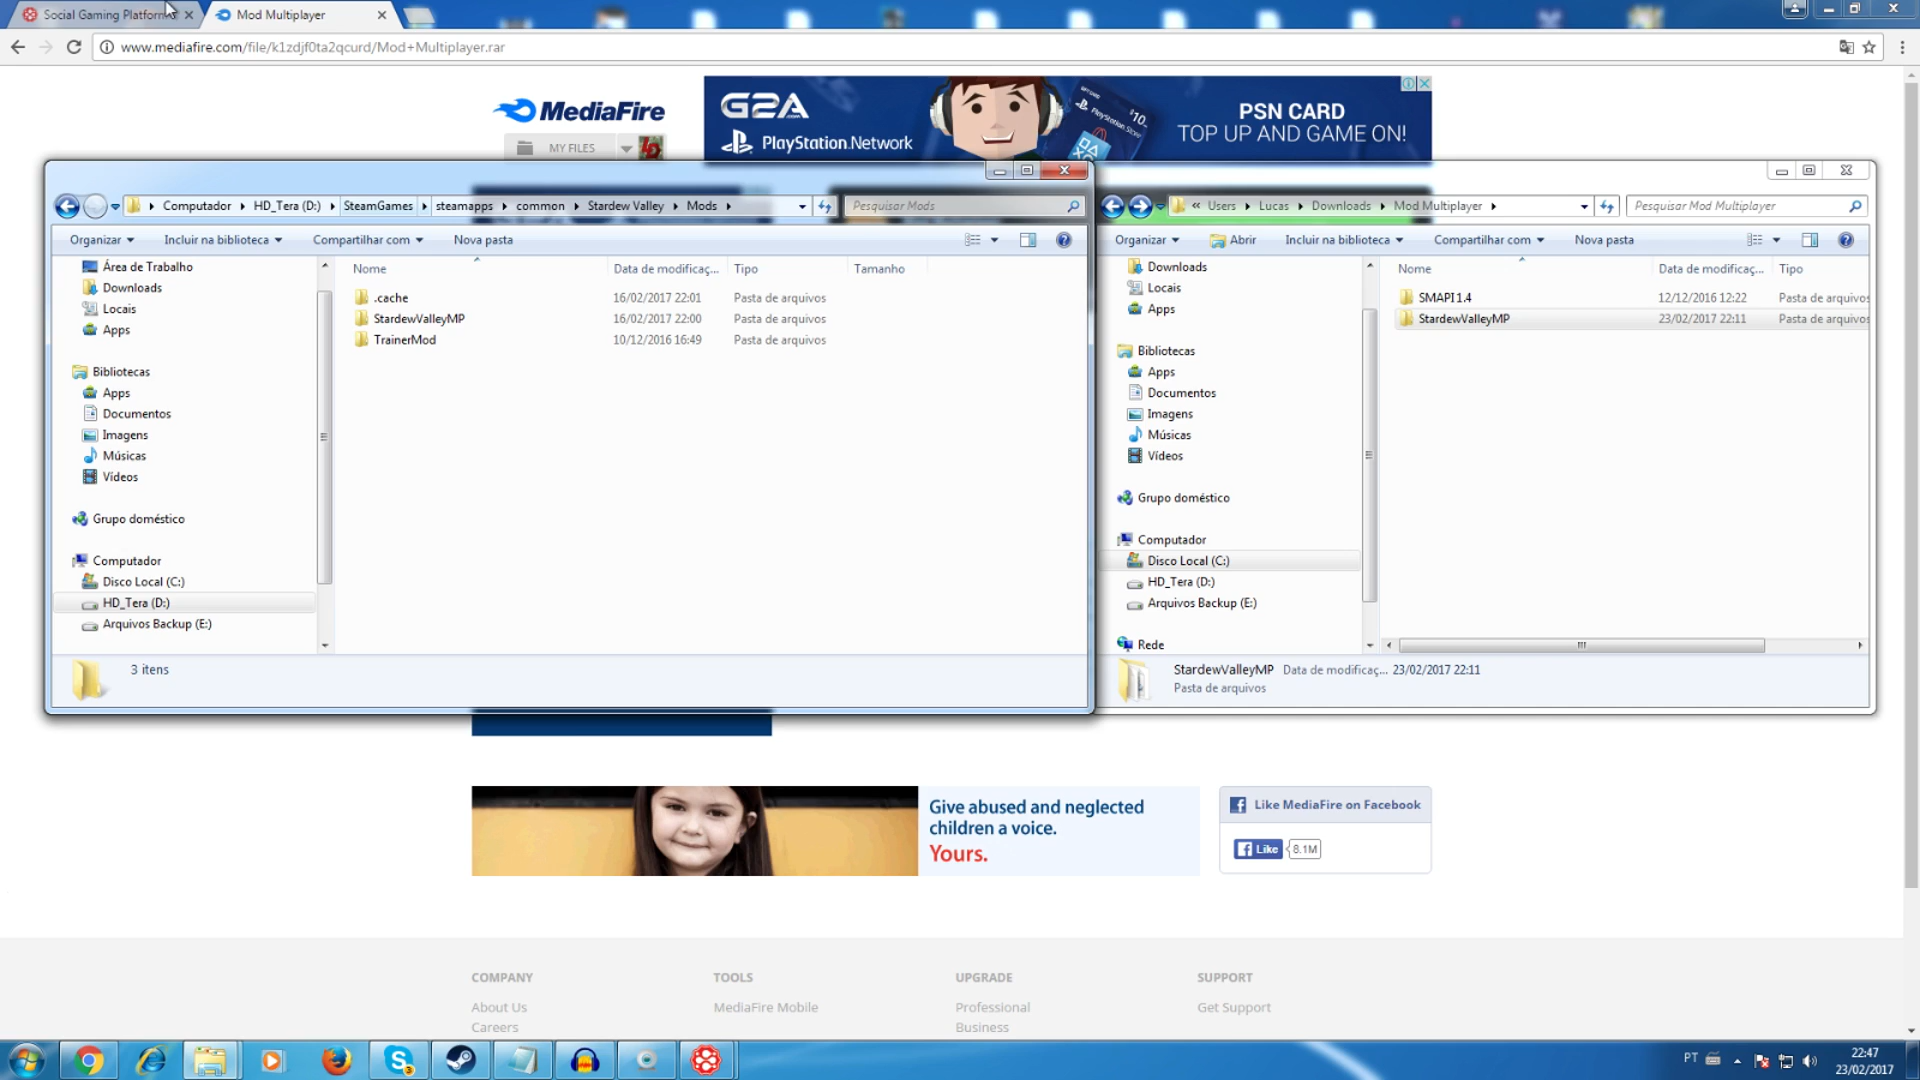 Social Gaming Platform
Mod Multiplayer
www.mediafire.com/file/k1zdjf0ta2qcurd/Mod+Multiplayer.rar
MediaFire
MY FILES
G2A
.COM
PlayStation Network
$10
PSN CARD
TOP UP AND GAME ON!
Computador HD_Tera (D:) SteamGames steamapps common Stardew Valley Mods
Pesquisar Mods
Organizar Incluir na biblioteca Compartilhar com Nova pasta
Área de Trabalho
Downloads
Locais
Apps
Bibliotecas
Apps
Documentos
Imagens
Músicas
Vídeos
Grupo doméstico
Computador
Disco Local (C:)
HD_Tera (D:)
Arquivos Backup (E:)
Nome Data de modificaç... Tipo Tamanho
.cache 16/02/2017 22:01 Pasta de arquivos
StardewValleyMP 16/02/2017 22:00 Pasta de arquivos
TrainerMod 10/12/2016 16:49 Pasta de arquivos
3 itens
« Users Lucas Downloads Mod Multiplayer
Pesquisar Mod Multiplayer
Organizar Abrir Incluir na biblioteca Compartilhar com Nova pasta
Downloads
Locais
Apps
Bibliotecas
Apps
Documentos
Imagens
Músicas
Vídeos
Grupo doméstico
Computador
Disco Local (C:)
HD_Tera (D:)
Arquivos Backup (E:)
Rede
Nome Data de modificaç... Tipo
SMAPI 1.4 12/12/2016 12:22 Pasta de arquivos
StardewValleyMP 23/02/2017 22:11 Pasta de arquivos
StardewValleyMP Data de modificaç... 23/02/2017 22:11
Pasta de arquivos
Give abused and neglected
children a voice.
Yours.
Like MediaFire on Facebook
Like 8.1M
COMPANY
About Us
Careers
TOOLS
MediaFire Mobile
UPGRADE
Professional
Business
SUPPORT
Get Support
3
PT
22:47
23/02/2017